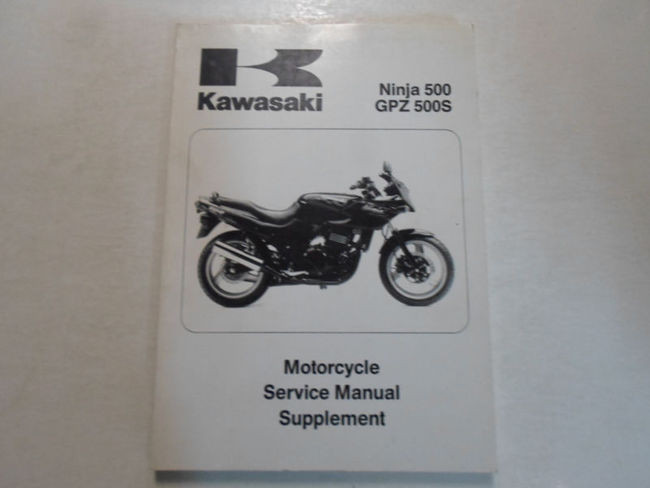 Kawasaki
Ninja 500
GPZ 500S
Motorcycle
Service Manual
Supplement